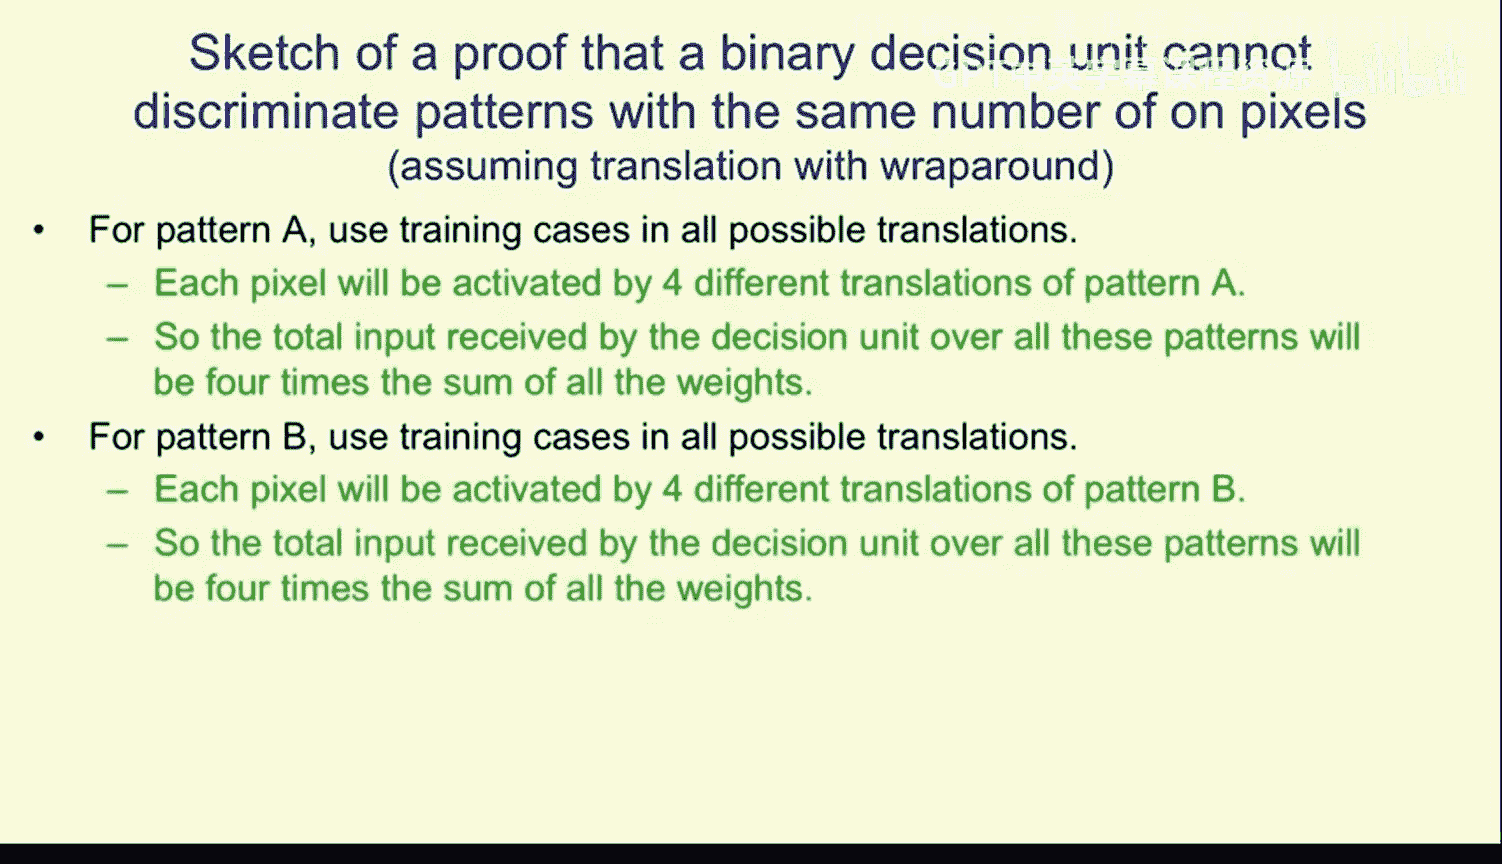 Sketch of a proof that a binary decision unit cannot
discriminate patterns with the same number of on pixels
(assuming translation with wraparound)
• For pattern A, use training cases in all possible translations.
– Each pixel will be activated by 4 different translations of pattern A.
– So the total input received by the decision unit over all these patterns will
be four times the sum of all the weights.
• For pattern B, use training cases in all possible translations.
– Each pixel will be activated by 4 different translations of pattern B.
– So the total input received by the decision unit over all these patterns will
be four times the sum of all the weights.